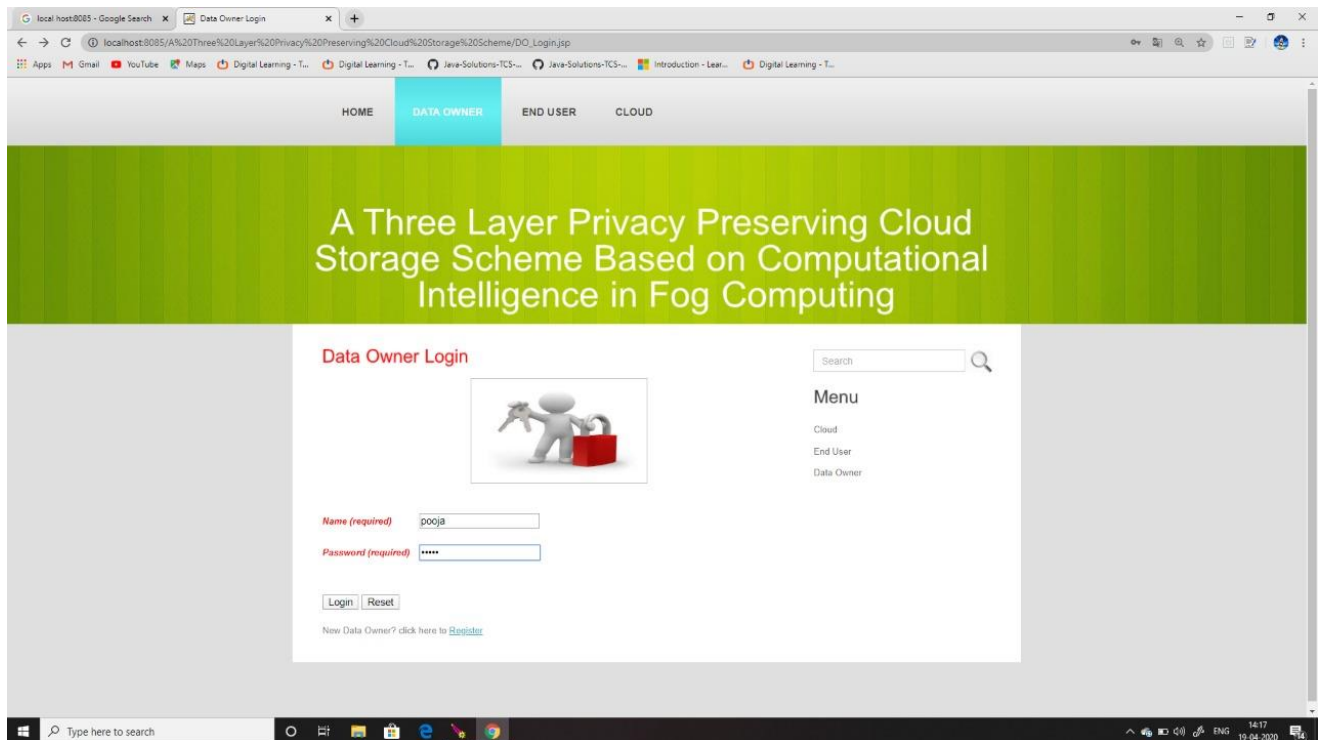 local host:8085 - Google Search
Data Owner Login
localhost:8085/A%20Three%20Layer%20Privacy%20Preserving%20Cloud%20Storage%20Scheme/DO_Login.jsp
Apps Gmail YouTube Maps Digital Learning - T... Digital Learning - T... Java-Solutions-TCS-... Java-Solutions-TCS-... Introduction - Lear... Digital Learning - T...
HOME DATA OWNER END USER CLOUD
A Three Layer Privacy Preserving Cloud
Storage Scheme Based on Computational
Intelligence in Fog Computing
Data Owner Login
Search
Menu
Cloud
End User
Data Owner
Name (required) pooja
Password (required) •••••
Login Reset
New Data Owner? click here to Register
Type here to search
ENG
14:17
19-04-2020
14